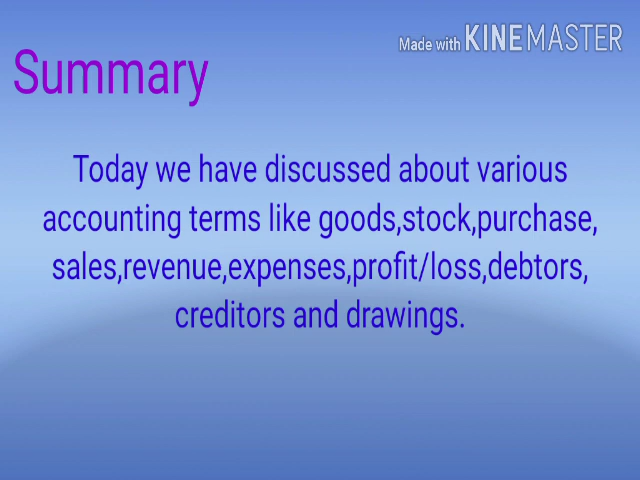 Made with KINEMASTER
Summary
Today we have discussed about various
accounting terms like goods,stock,purchase,
sales,revenue,expenses,profit/loss,debtors,
creditors and drawings.